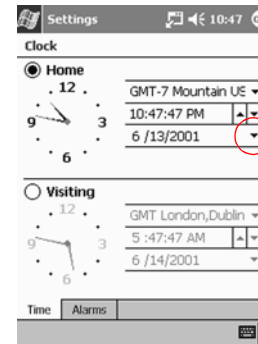 Settings 10:47
Clock
Home
12
9 3
6
GMT-7 Mountain US
10:47:47 PM
6 /13/2001
Visiting
12
9 3
6
GMT London,Dublin
5 :47:47 AM
6 /14/2001
Time Alarms